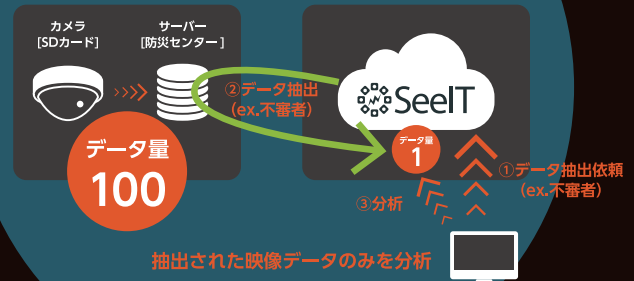 カメラ
[SDカード]
サーバー
[防災センター]
②データ抽出
(ex.不審者)
SeeIT
データ量
100
データ量
1
①データ抽出依頼
(ex.不審者)
③分析
抽出された映像データのみを分析